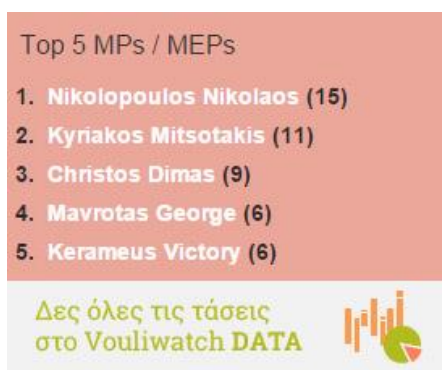 Top 5 MPs / MEPs
1. Nikolopoulos Nikolaos (15)
2. Kyriakos Mitsotakis (11)
3. Christos Dimas (9)
4. Mavrotas George (6)
5. Kerameus Victory (6)
Δες όλες τις τάσεις
στο Vouliwatch DATA